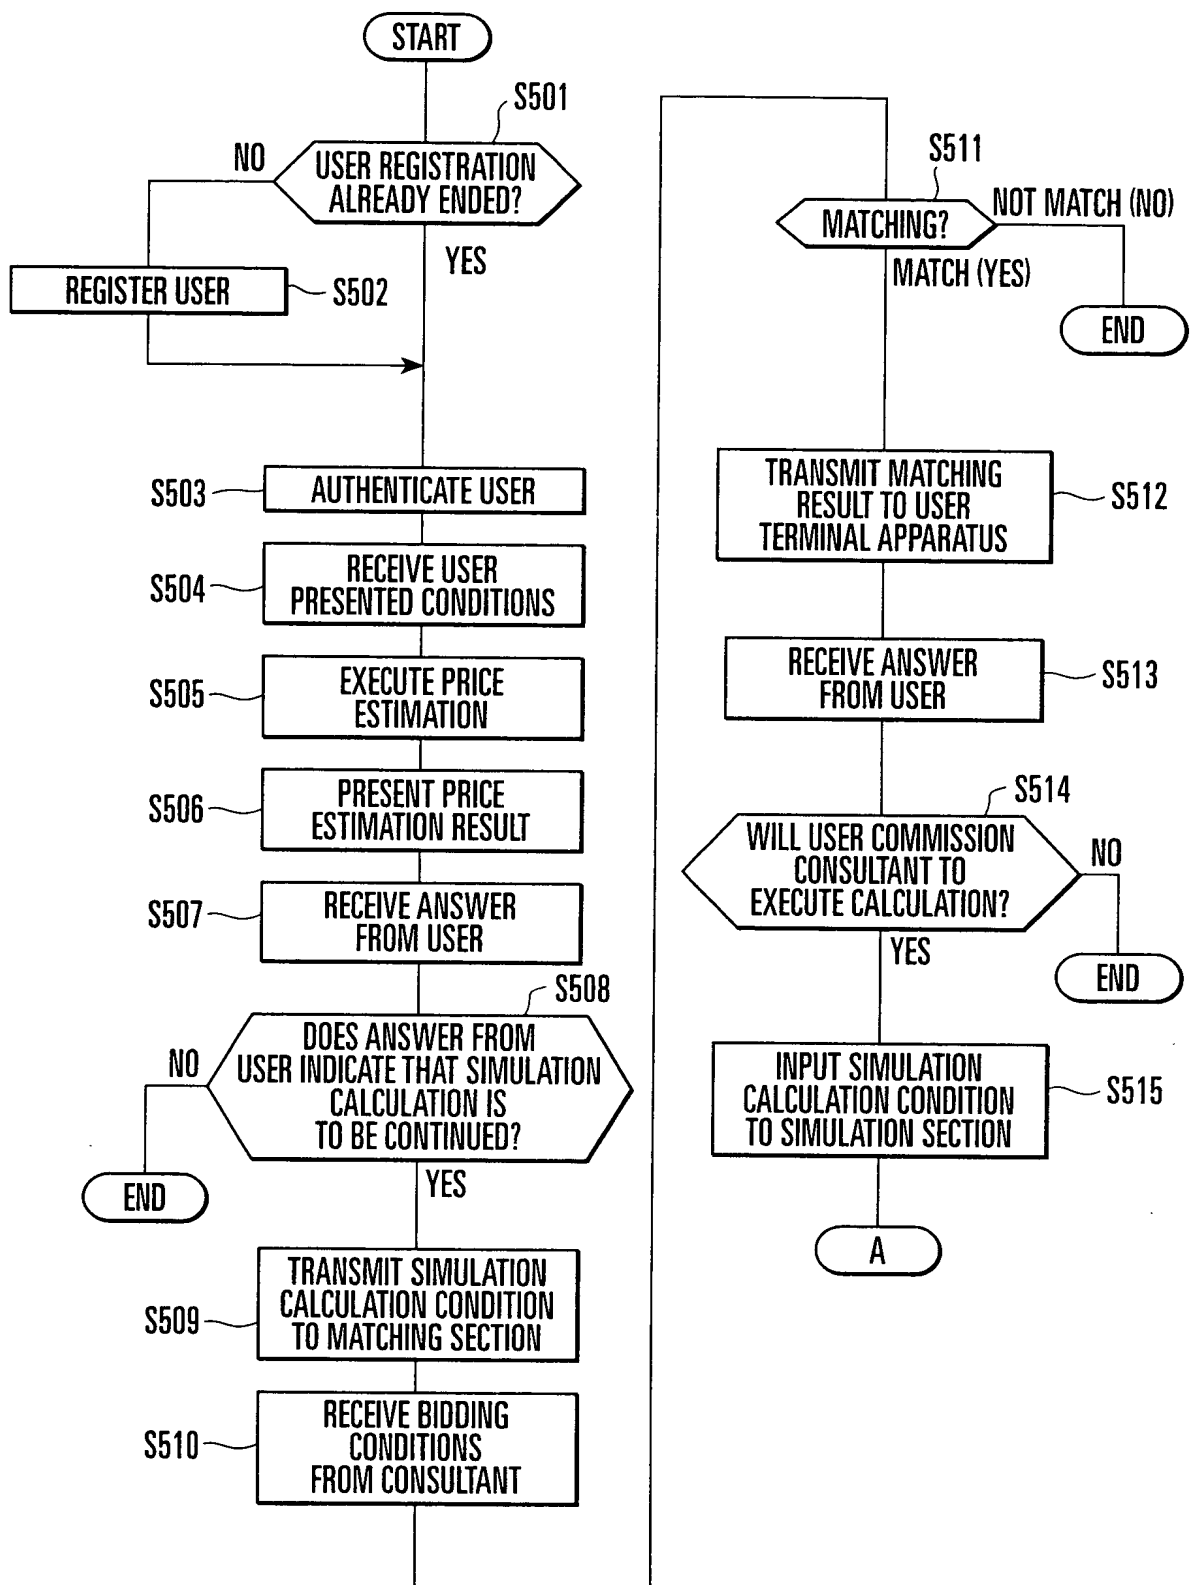 START
S501
NO
USER REGISTRATION
ALREADY ENDED?
YES
REGISTER USER
S502
S503
AUTHENTICATE USER
S504
RECEIVE USER
PRESENTED CONDITIONS
S505
EXECUTE PRICE
ESTIMATION
S506
PRESENT PRICE
ESTIMATION RESULT
S507
RECEIVE ANSWER
FROM USER
S508
NO
DOES ANSWER FROM
USER INDICATE THAT SIMULATION
CALCULATION IS
TO BE CONTINUED?
YES
END
S509
TRANSMIT SIMULATION
CALCULATION CONDITION
TO MATCHING SECTION
S510
RECEIVE BIDDING
CONDITIONS
FROM CONSULTANT
S511
MATCHING?
NOT MATCH (NO)
MATCH (YES)
END
TRANSMIT MATCHING
RESULT TO USER
TERMINAL APPARATUS
S512
RECEIVE ANSWER
FROM USER
S513
S514
WILL USER COMMISSION
CONSULTANT TO
EXECUTE CALCULATION?
NO
YES
END
INPUT SIMULATION
CALCULATION CONDITION
TO SIMULATION SECTION
S515
A